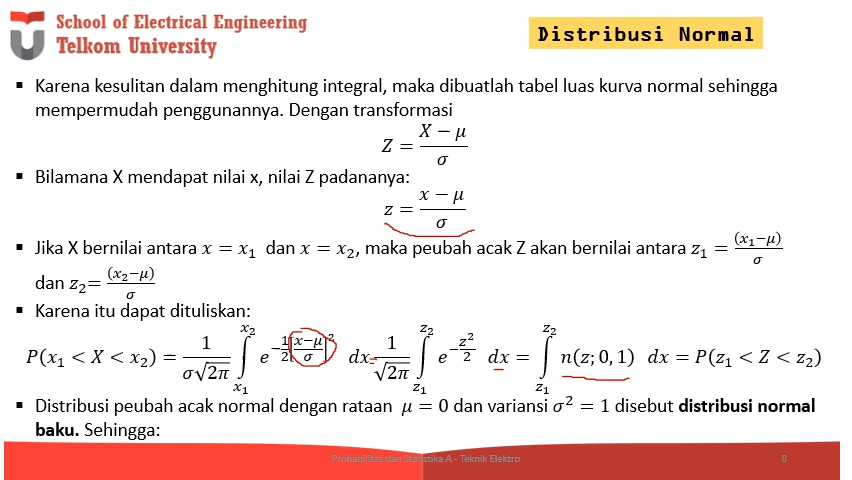 School of Electrical Engineering
Telkom University
Distribusi Normal
▪ Karena kesulitan dalam menghitung integral, maka dibuatlah tabel luas kurva normal sehingga
mempermudah penggunannya. Dengan transformasi
Z = (X − μ)/σ
▪ Bilamana X mendapat nilai x, nilai Z padananya:
z = (x − μ)/σ
▪ Jika X bernilai antara x = x₁ dan x = x₂, maka peubah acak Z akan bernilai antara z₁ = (x₁−μ)/σ
dan z₂= (x₂−μ)/σ
▪ Karena itu dapat dituliskan:
P(x₁ < X < x₂) = 1/(σ√2π) ∫_{x₁}^{x₂} e^{−1/2[(x−μ)/σ]²} dx = 1/√2π ∫_{z₁}^{z₂} e^{−z²/2} dx = ∫_{z₁}^{z₂} n(z; 0, 1) dx = P(z₁ < Z < z₂)
▪ Distribusi peubah acak normal dengan rataan μ = 0 dan variansi σ² = 1 disebut distribusi normal
baku. Sehingga:
Probabilitas dan Statistika A - Teknik Elektro
8